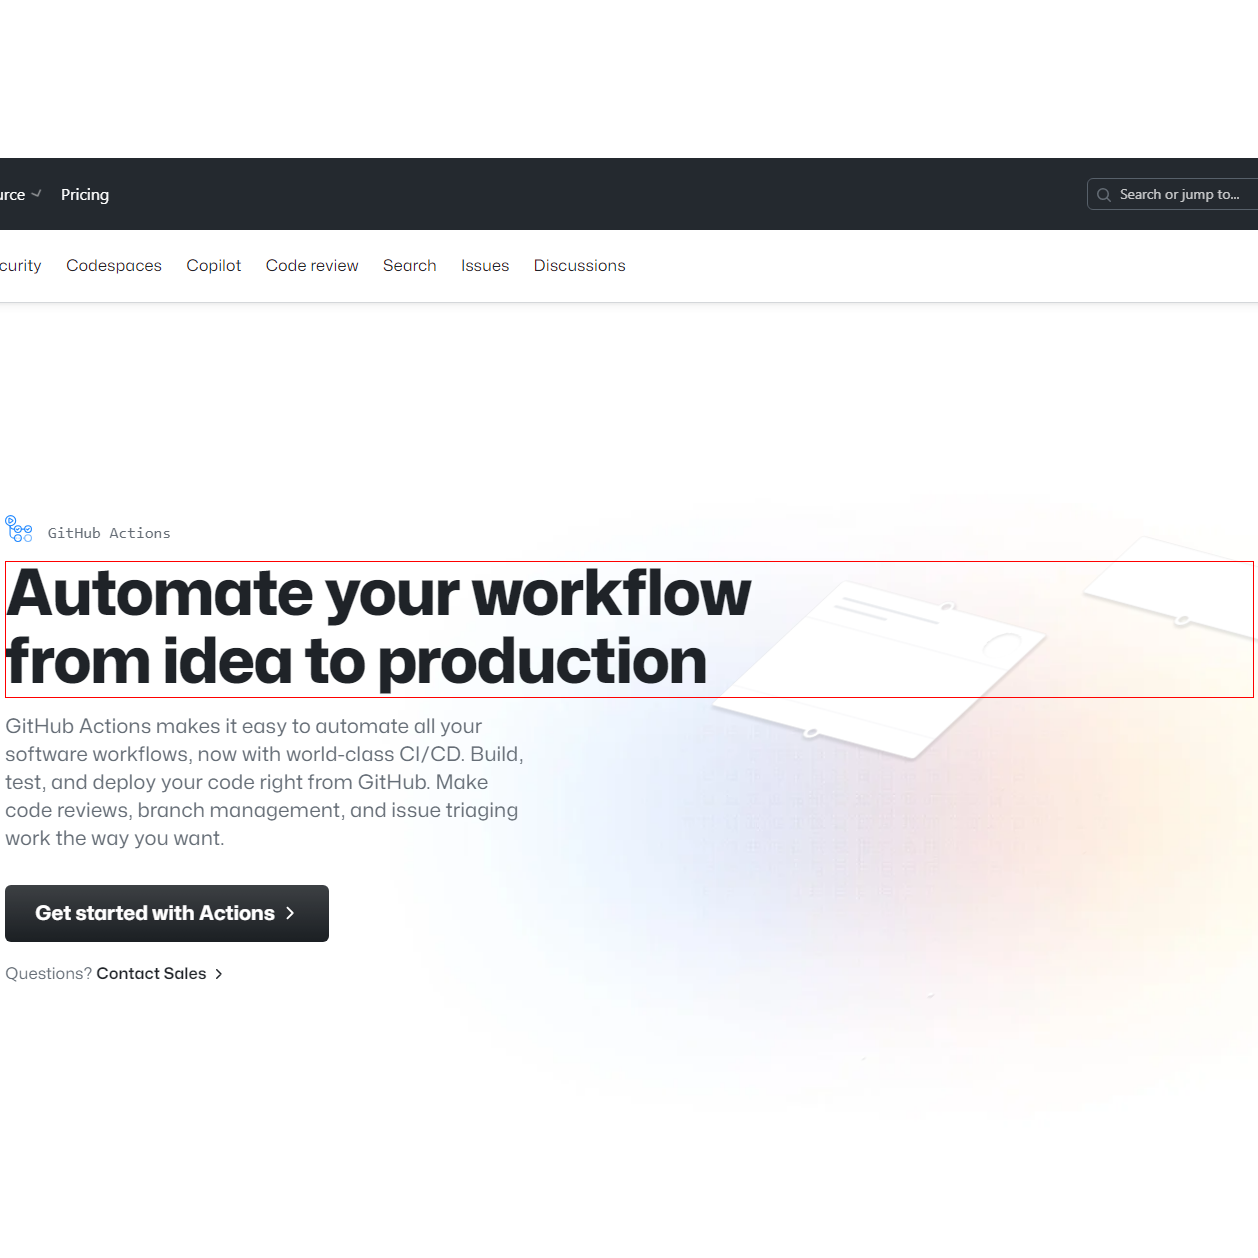 Pricing
Search or jump to...
Codespaces Copilot Code review Search Issues Discussions
GitHub Actions
Automate your workflow
from idea to production
GitHub Actions makes it easy to automate all your
software workflows, now with world-class CI/CD. Build,
test, and deploy your code right from GitHub. Make
code reviews, branch management, and issue triaging
work the way you want.
Get started with Actions
Questions? Contact Sales